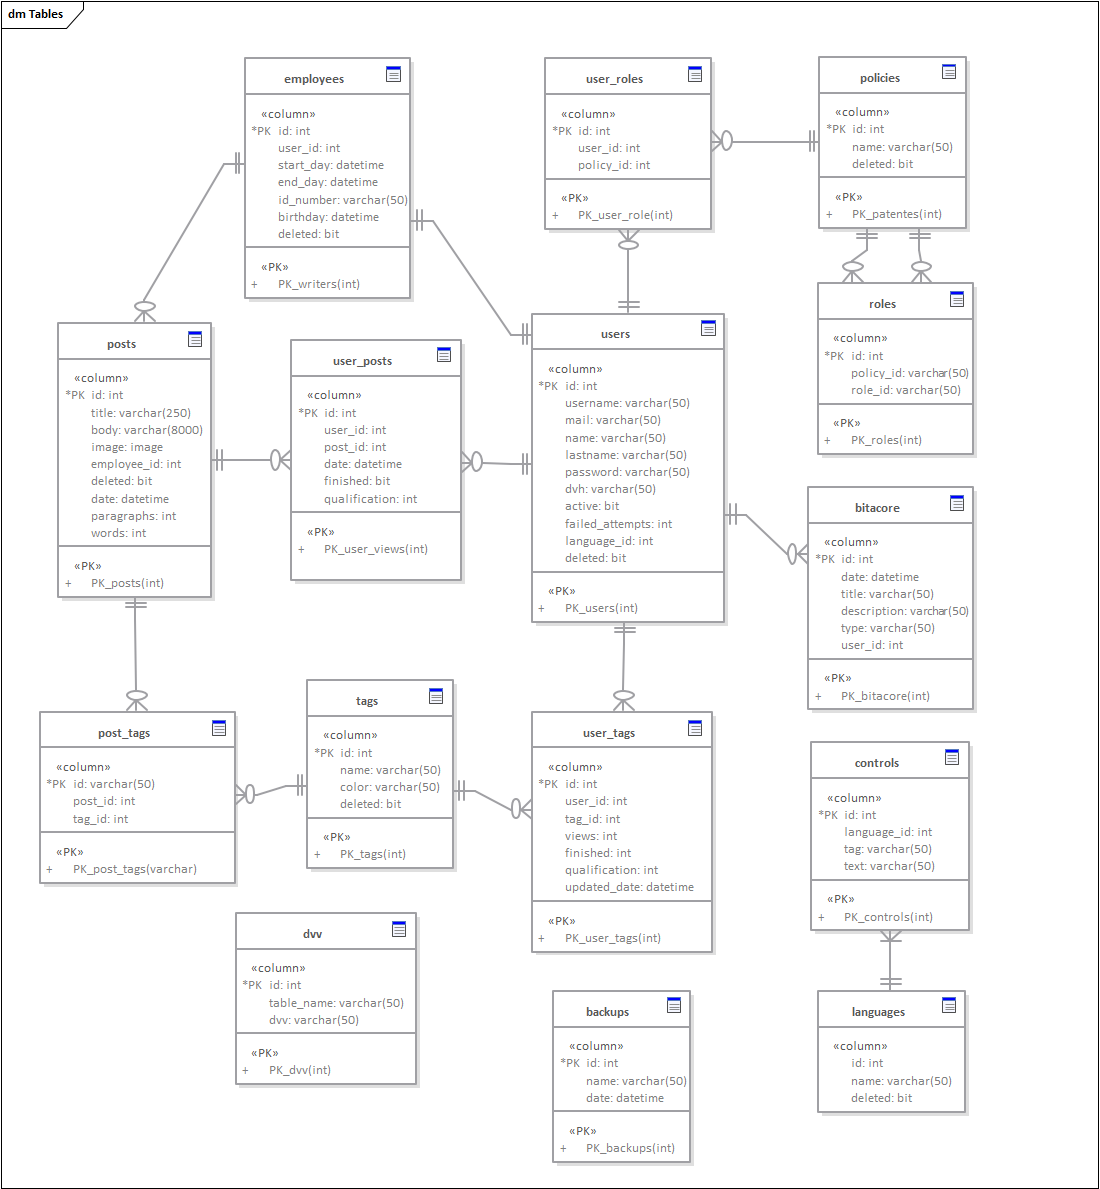 dm Tables
employees
«column»
*PK id: int
user_id: int
start_day: datetime
end_day: datetime
id_number: varchar(50)
birthday: datetime
deleted: bit
«PK»
+ PK_writers(int)
user_roles
«column»
*PK id: int
user_id: int
policy_id: int
«PK»
+ PK_user_role(int)
policies
«column»
*PK id: int
name: varchar(50)
deleted: bit
«PK»
+ PK_patentes(int)
roles
«column»
*PK id: int
policy_id: varchar(50)
role_id: varchar(50)
«PK»
+ PK_roles(int)
posts
«column»
*PK id: int
title: varchar(250)
body: varchar(8000)
image: image
employee_id: int
deleted: bit
date: datetime
paragraphs: int
words: int
«PK»
+ PK_posts(int)
user_posts
«column»
*PK id: int
user_id: int
post_id: int
date: datetime
finished: bit
qualification: int
«PK»
+ PK_user_views(int)
users
«column»
*PK id: int
username: varchar(50)
mail: varchar(50)
name: varchar(50)
lastname: varchar(50)
password: varchar(50)
dvh: varchar(50)
active: bit
failed_attempts: int
language_id: int
deleted: bit
«PK»
+ PK_users(int)
bitacore
«column»
*PK id: int
date: datetime
title: varchar(50)
description: varchar(50)
type: varchar(50)
user_id: int
«PK»
+ PK_bitacore(int)
post_tags
«column»
*PK id: varchar(50)
post_id: int
tag_id: int
«PK»
+ PK_post_tags(varchar)
tags
«column»
*PK id: int
name: varchar(50)
color: varchar(50)
deleted: bit
«PK»
+ PK_tags(int)
user_tags
«column»
*PK id: int
user_id: int
tag_id: int
views: int
finished: int
qualification: int
updated_date: datetime
«PK»
+ PK_user_tags(int)
controls
«column»
*PK id: int
language_id: int
tag: varchar(50)
text: varchar(50)
«PK»
+ PK_controls(int)
dvv
«column»
*PK id: int
table_name: varchar(50)
dvv: varchar(50)
«PK»
+ PK_dvv(int)
backups
«column»
*PK id: int
name: varchar(50)
date: datetime
«PK»
+ PK_backups(int)
languages
«column»
id: int
name: varchar(50)
deleted: bit